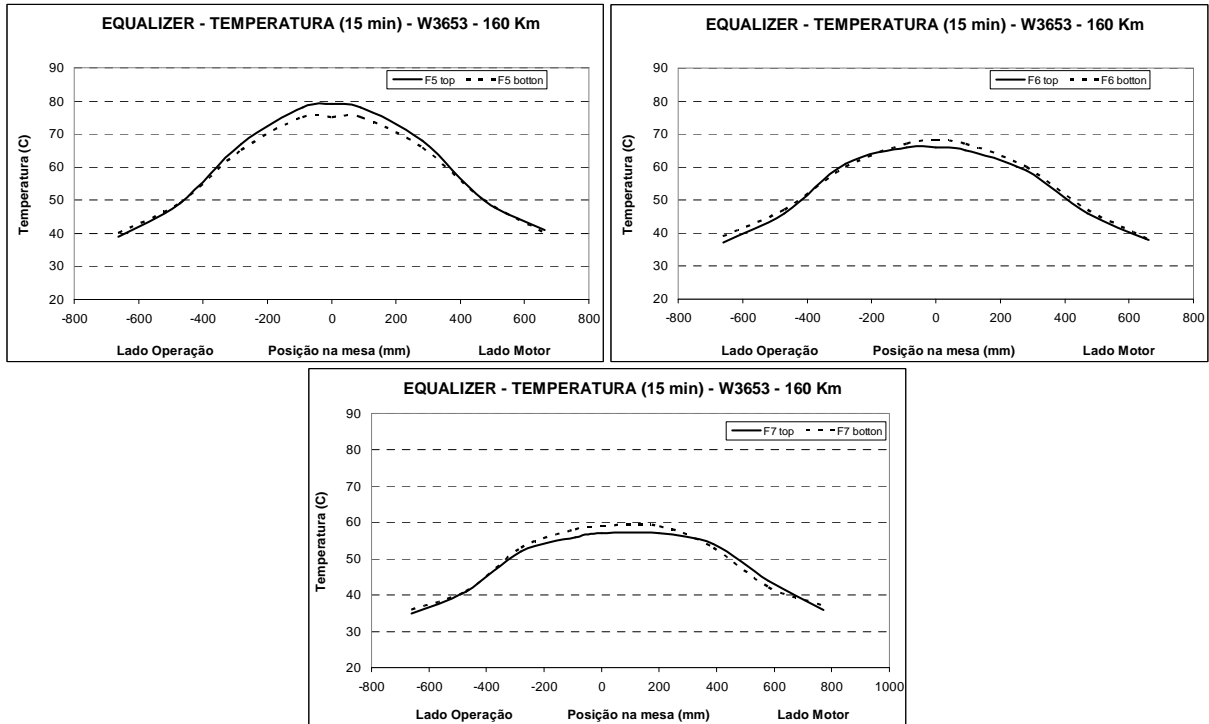 EQUALIZER - TEMPERATURA (15 min) - W3653 - 160 Km
F5 top F5 botton
Temperatura (C)
90
80
70
60
50
40
30
20
-800 -600 -400 -200 0 200 400 600 800
Lado Operação Posição na mesa (mm) Lado Motor
EQUALIZER - TEMPERATURA (15 min) - W3653 - 160 Km
F6 top F6 botton
Temperatura (C)
90
80
70
60
50
40
30
20
-800 -600 -400 -200 0 200 400 600 800
Lado Operação Posição na mesa (mm) Lado Motor
EQUALIZER - TEMPERATURA (15 min) - W3653 - 160 Km
F7 top F7 botton
Temperatura (C)
90
80
70
60
50
40
30
20
-800 -600 -400 -200 0 200 400 600 800 1000
Lado Operação Posição na mesa (mm) Lado Motor